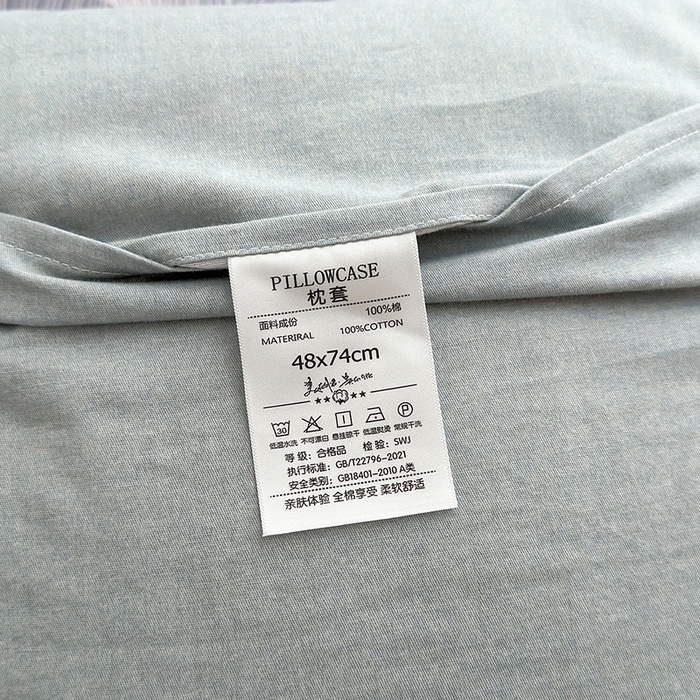 PILLOWCASE
枕套
面料成份 100%棉
MATERIRAL 100%COTTON
48x74cm
30
低温水洗 不可漂白 悬挂晾干 低温熨烫 常规干洗
等 级：合格品 检 验：SWJ
执行标准：GB/T22796-2021
安全类别：GB18401-2010 A类
亲肤体验 全棉享受 柔软舒适